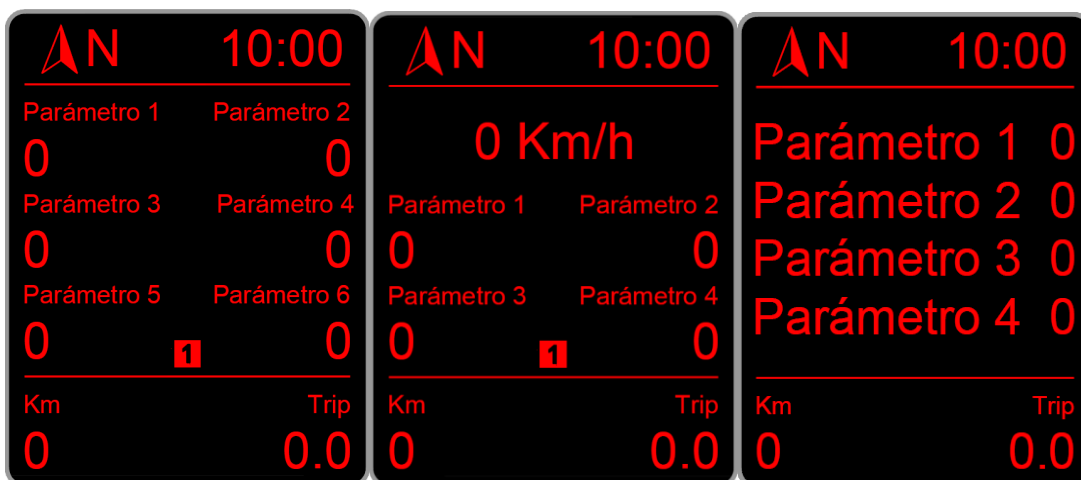 N 10:00
Parámetro 1 Parámetro 2
0 0
Parámetro 3 Parámetro 4
0 0
Parámetro 5 Parámetro 6
0 1 0
Km Trip
0 0.0
N 10:00
0 Km/h
Parámetro 1 Parámetro 2
0 0
Parámetro 3 Parámetro 4
0 1 0
Km Trip
0 0.0
N 10:00
Parámetro 1 0
Parámetro 2 0
Parámetro 3 0
Parámetro 4 0
Km Trip
0 0.0